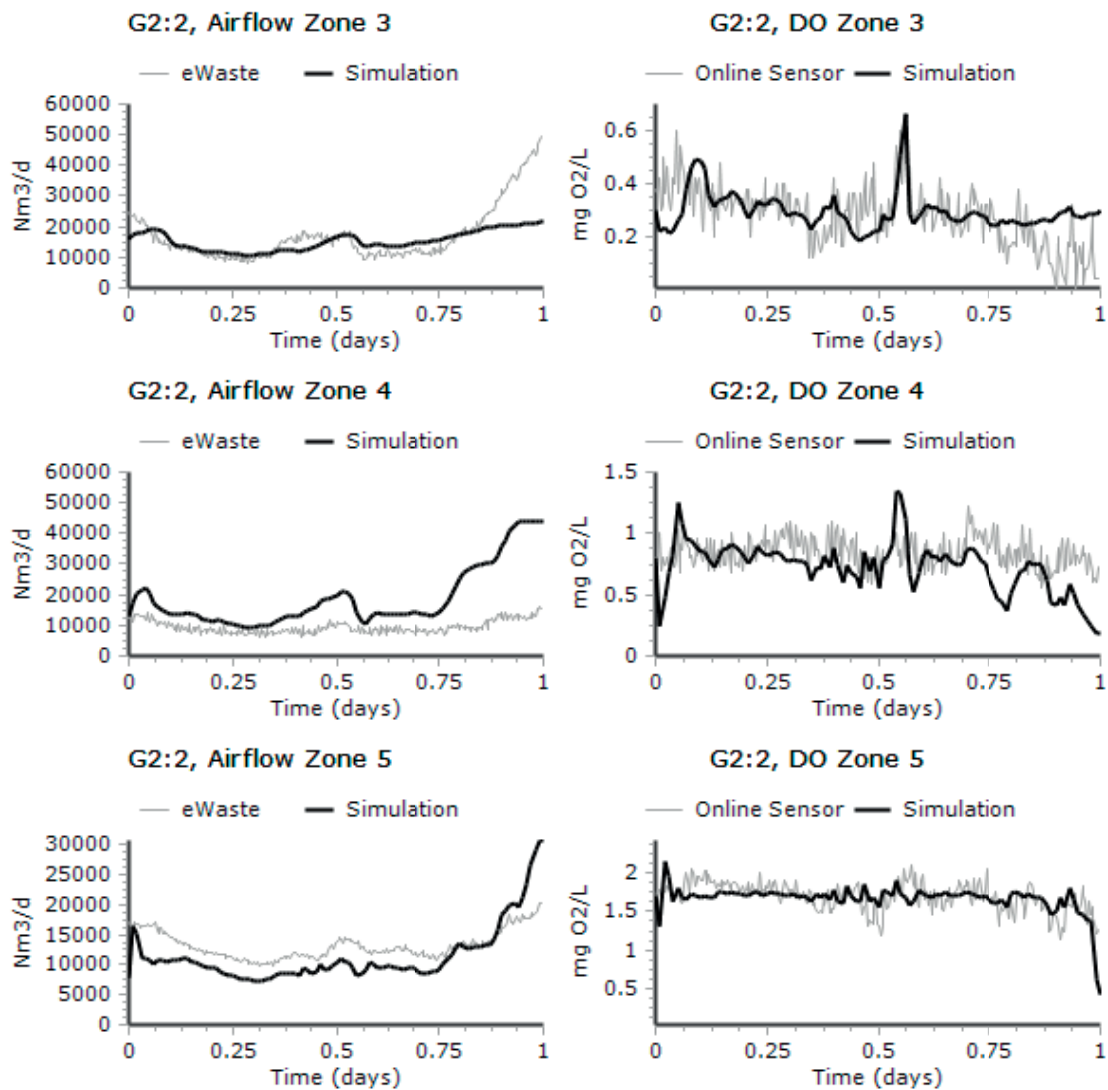 G2:2, Airflow Zone 3
eWaste
Simulation
60000
50000
40000
30000
20000
10000
0
Nm3/d
0
0.25
0.5
0.75
1
Time (days)
G2:2, DO Zone 3
Online Sensor
Simulation
0.6
0.4
0.2
mg O2/L
0
0.25
0.5
0.75
1
Time (days)
G2:2, Airflow Zone 4
eWaste
Simulation
60000
50000
40000
30000
20000
10000
0
Nm3/d
0
0.25
0.5
0.75
1
Time (days)
G2:2, DO Zone 4
Online Sensor
Simulation
1.5
1
0.5
0
mg O2/L
0
0.25
0.5
0.75
1
Time (days)
G2:2, Airflow Zone 5
eWaste
Simulation
30000
25000
20000
15000
10000
5000
0
Nm3/d
0
0.25
0.5
0.75
1
Time (days)
G2:2, DO Zone 5
Online Sensor
Simulation
2
1.5
1
0.5
mg O2/L
0
0.25
0.5
0.75
1
Time (days)